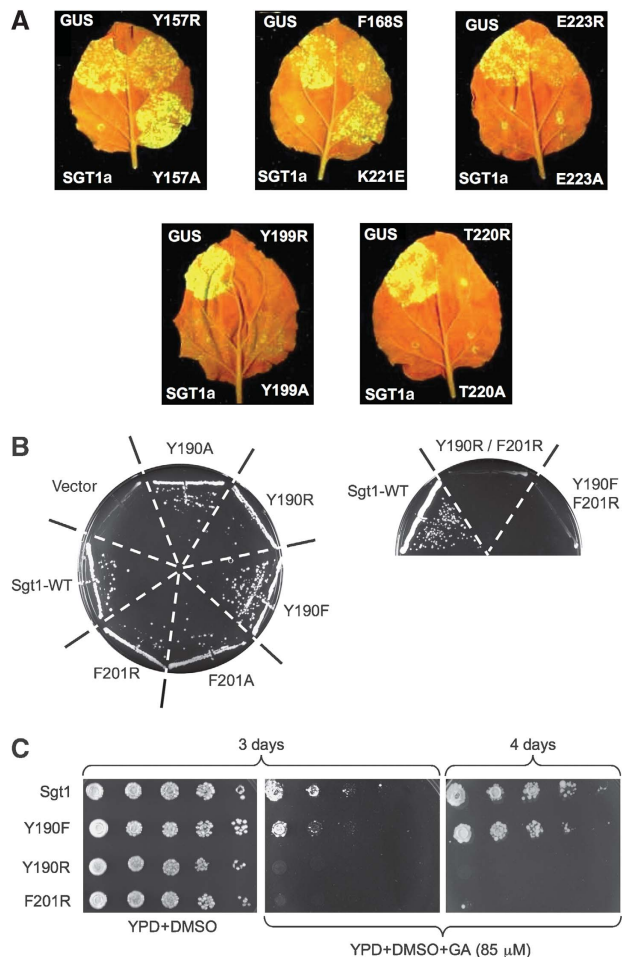 A
GUS Y157R
SGT1a Y157A
GUS F168S
SGT1a K221E
GUS E223R
SGT1a E223A
GUS Y199R
SGT1a Y199A
GUS T220R
SGT1a T220A
B
Y190A
Vector
Y190R
Sgt1-WT
Y190F
F201R
F201A
Y190R / F201R
Sgt1-WT
Y190F
F201R
C
3 days
4 days
Sgt1
Y190F
Y190R
F201R
YPD+DMSO
YPD+DMSO+GA (85 µM)